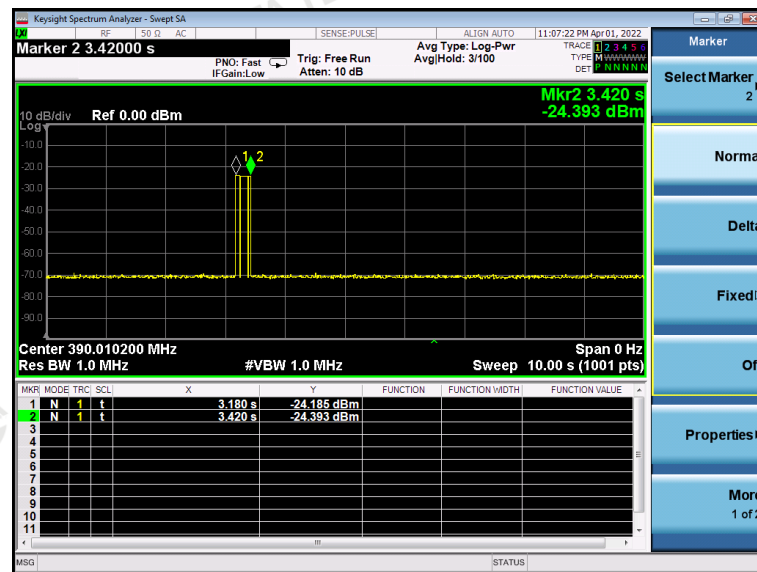 Keysight Spectrum Analyzer - Swept SA
LXI RF 50 Ω AC SENSE:PULSE ALIGN AUTO 11:07:22 PM Apr 01, 2022
Marker 2 3.42000 s
PNO: Fast
IFGain:Low
Trig: Free Run
Atten: 10 dB
Avg Type: Log-Pwr
Avg|Hold: 3/100
TRACE 1 2 3 4 5 6
TYPE M WWWWW
DET P N N N N N
Mkr2 3.420 s
-24.393 dBm
10 dB/div Ref 0.00 dBm
Log
-10.0
-20.0
-30.0
-40.0
-50.0
-60.0
-70.0
-80.0
-90.0
1 2
Center 390.010200 MHz Span 0 Hz
Res BW 1.0 MHz #VBW 1.0 MHz Sweep 10.00 s (1001 pts)
MKR MODE TRC SCL X Y FUNCTION FUNCTION WIDTH FUNCTION VALUE
1 N 1 t 3.180 s -24.185 dBm
2 N 1 t 3.420 s -24.393 dBm
3
4
5
6
7
8
9
10
11
MSG STATUS
Marker
Select Marker
2
Norma
Delta
Fixed
Of
Properties
More
1 of 2